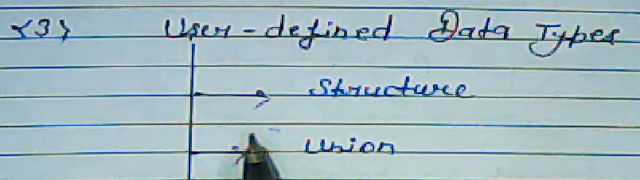 <3> User-defined Data Types
Structure
Union